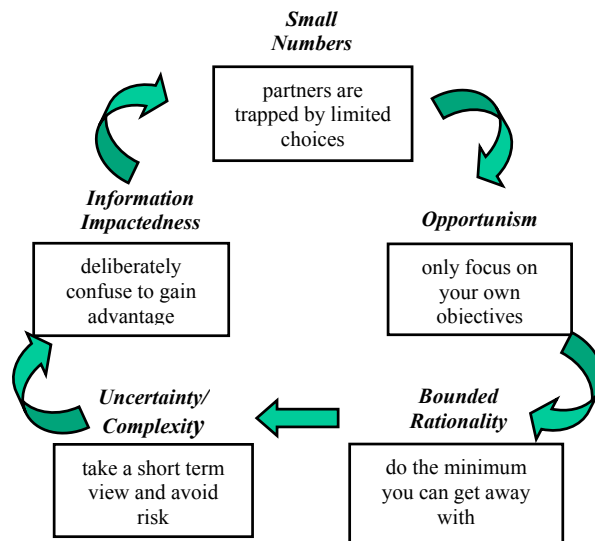 Small
Numbers
partners are
trapped by limited
choices
Information
Impactedness
deliberately
confuse to gain
advantage
Opportunism
only focus on
your own
objectives
Uncertainty/
Complexity
take a short term
view and avoid
risk
Bounded
Rationality
do the minimum
you can get away
with